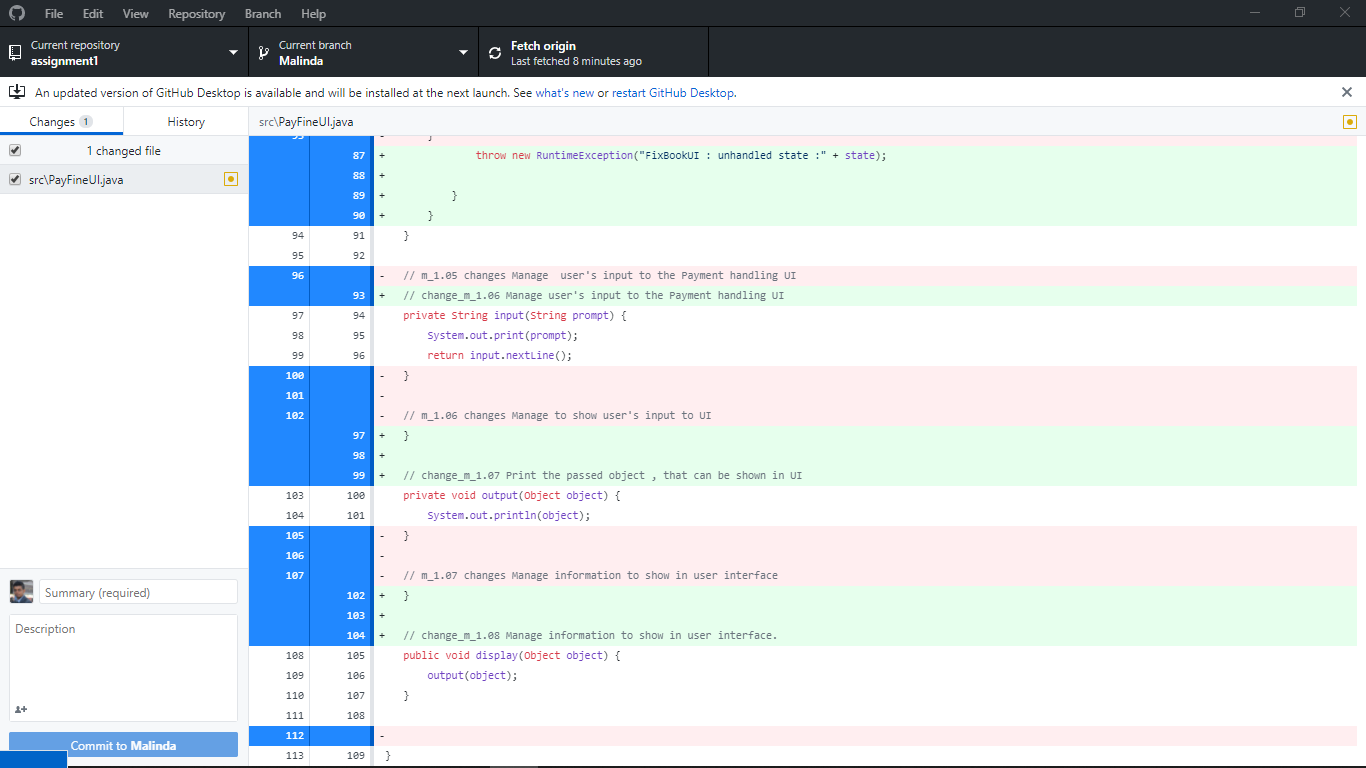 File Edit View Repository Branch Help
Current repository
assignment1
Current branch
Malinda
Fetch origin
Last fetched 8 minutes ago
An updated version of GitHub Desktop is available and will be installed at the next launch. See what's new or restart GitHub Desktop.
Changes 1 History
1 changed file
src\PayFineUI.java
Summary (required)
Description
Commit to Malinda
src\PayFineUI.java
93 - }
87 + throw new RuntimeException("FixBookUI : unhandled state :" + state);
88 +
89 + }
90 + }
94 91 }
95 92
96 - // m_1.05 changes Manage  user's input to the Payment handling UI
93 + // change_m_1.06 Manage user's input to the Payment handling UI
97 94 private String input(String prompt) {
98 95 System.out.print(prompt);
99 96 return input.nextLine();
100 - }
101 -
102 - // m_1.06 changes Manage to show user's input to UI
97 + }
98 +
99 + // change_m_1.07 Print the passed object , that can be shown in UI
103 100 private void output(Object object) {
104 101 System.out.println(object);
105 - }
106 -
107 - // m_1.07 changes Manage information to show in user interface
102 + }
103 +
104 + // change_m_1.08 Manage information to show in user interface.
108 105 public void display(Object object) {
109 106 output(object);
110 107 }
111 108
112 -
113 109 }